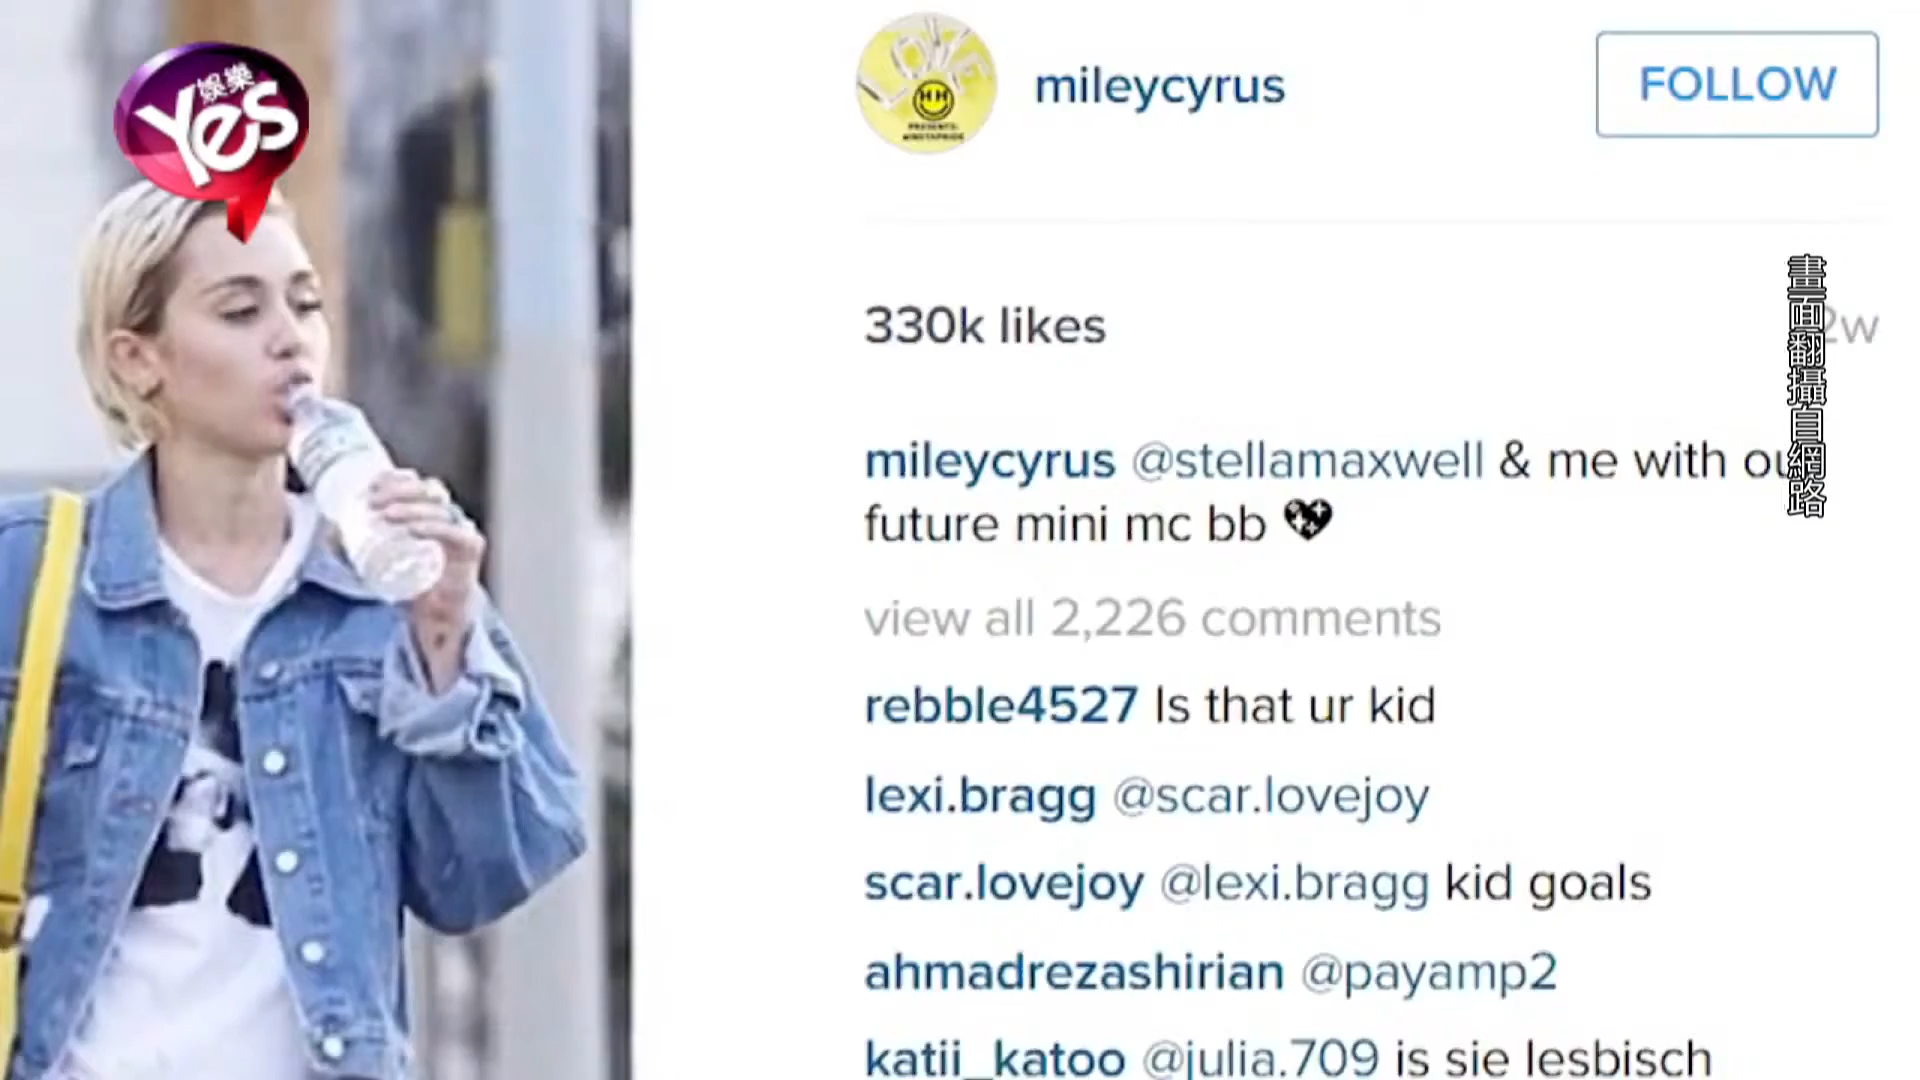 娛樂
Yes
LOVE
mileycyrus
FOLLOW
330k likes
2w
畫面翻攝自網路
mileycyrus @stellamaxwell & me with ou
future mini mc bb 💖
view all 2,226 comments
rebble4527 Is that ur kid
lexi.bragg @scar.lovejoy
scar.lovejoy @lexi.bragg kid goals
ahmadrezashirian @payamp2
katii_katoo @julia.709 is sie lesbisch